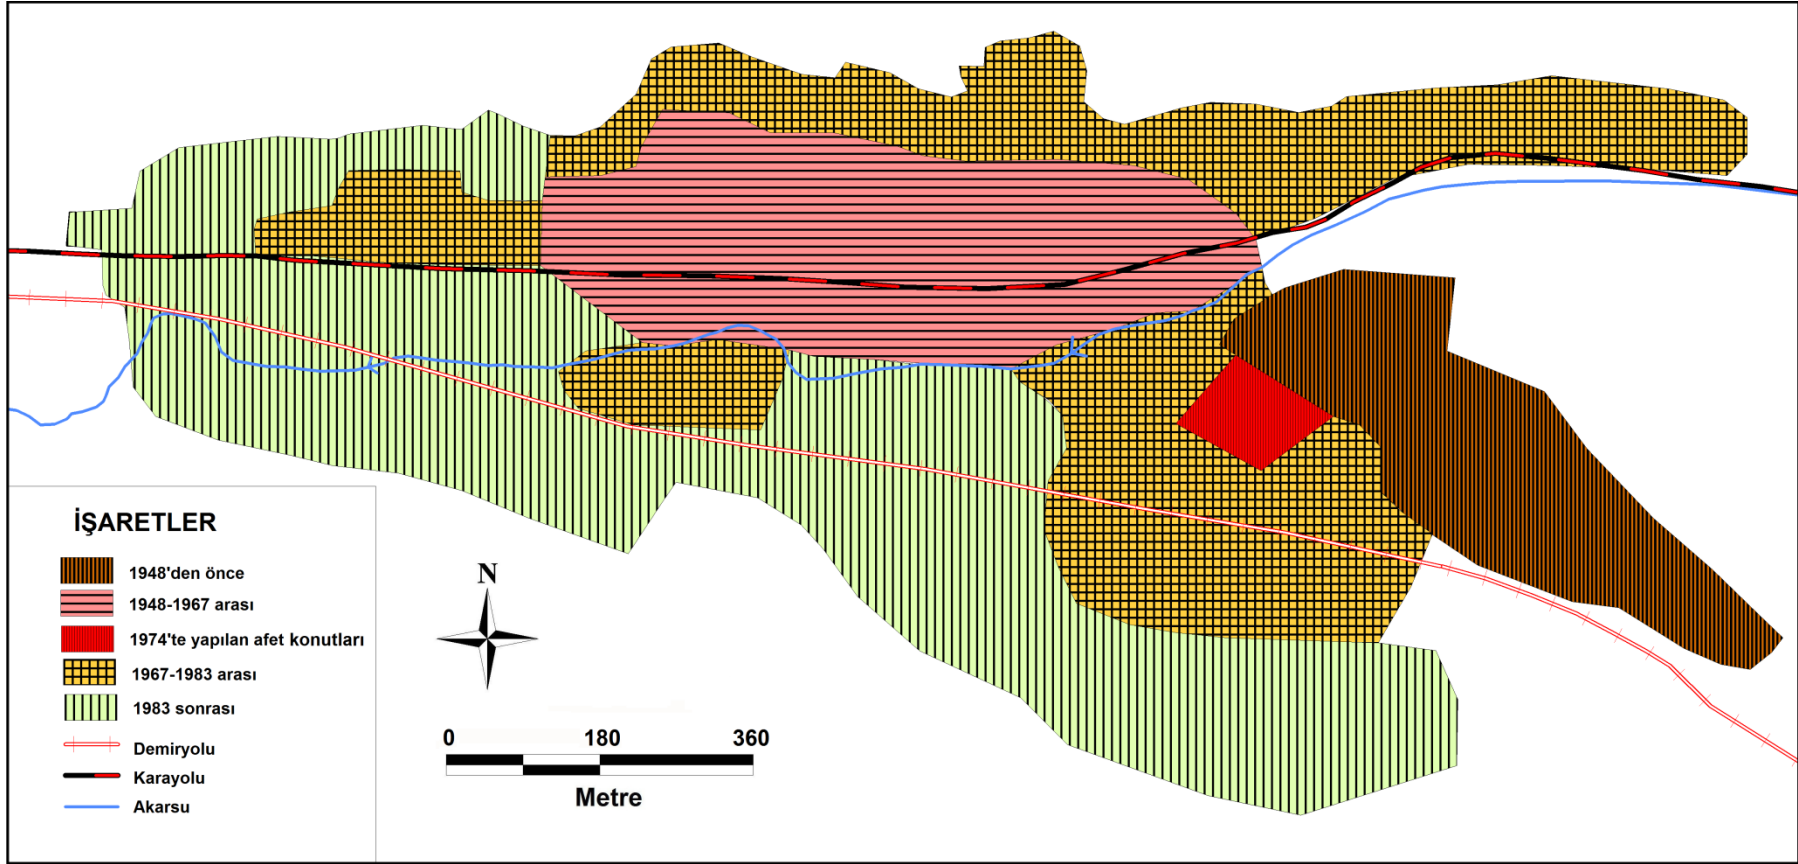 İŞARETLER
1948'den önce
1948-1967 arası
1974'te yapılan afet konutları
1967-1983 arası
1983 sonrası
Demiryolu
Karayolu
Akarsu
N
0 180 360
Metre